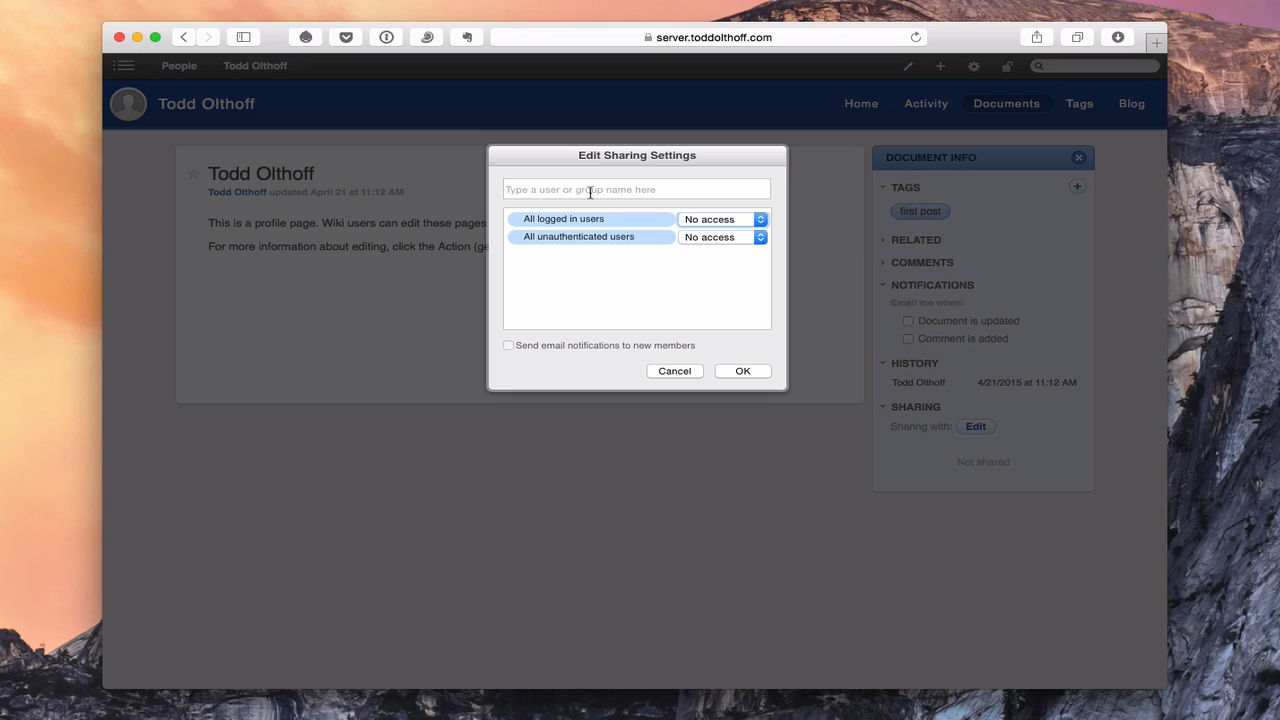 server.toddolthoff.com
People
Todd Olthoff
Todd Olthoff
Home
Activity
Documents
Tags
Blog
Todd Olthoff
Todd Olthoff updated April 21 at 11:12 AM
This is a profile page. Wiki users can edit these pages
For more information about editing, click the Action (ge
Edit Sharing Settings
Type a user or group name here
All logged in users
No access
All unauthenticated users
No access
Send email notifications to new members
Cancel
OK
DOCUMENT INFO
TAGS
first post
RELATED
COMMENTS
NOTIFICATIONS
Email me when:
Document is updated
Comment is added
HISTORY
Todd Olthoff
4/21/2015 at 11:12 AM
SHARING
Sharing with:
Edit
Not shared